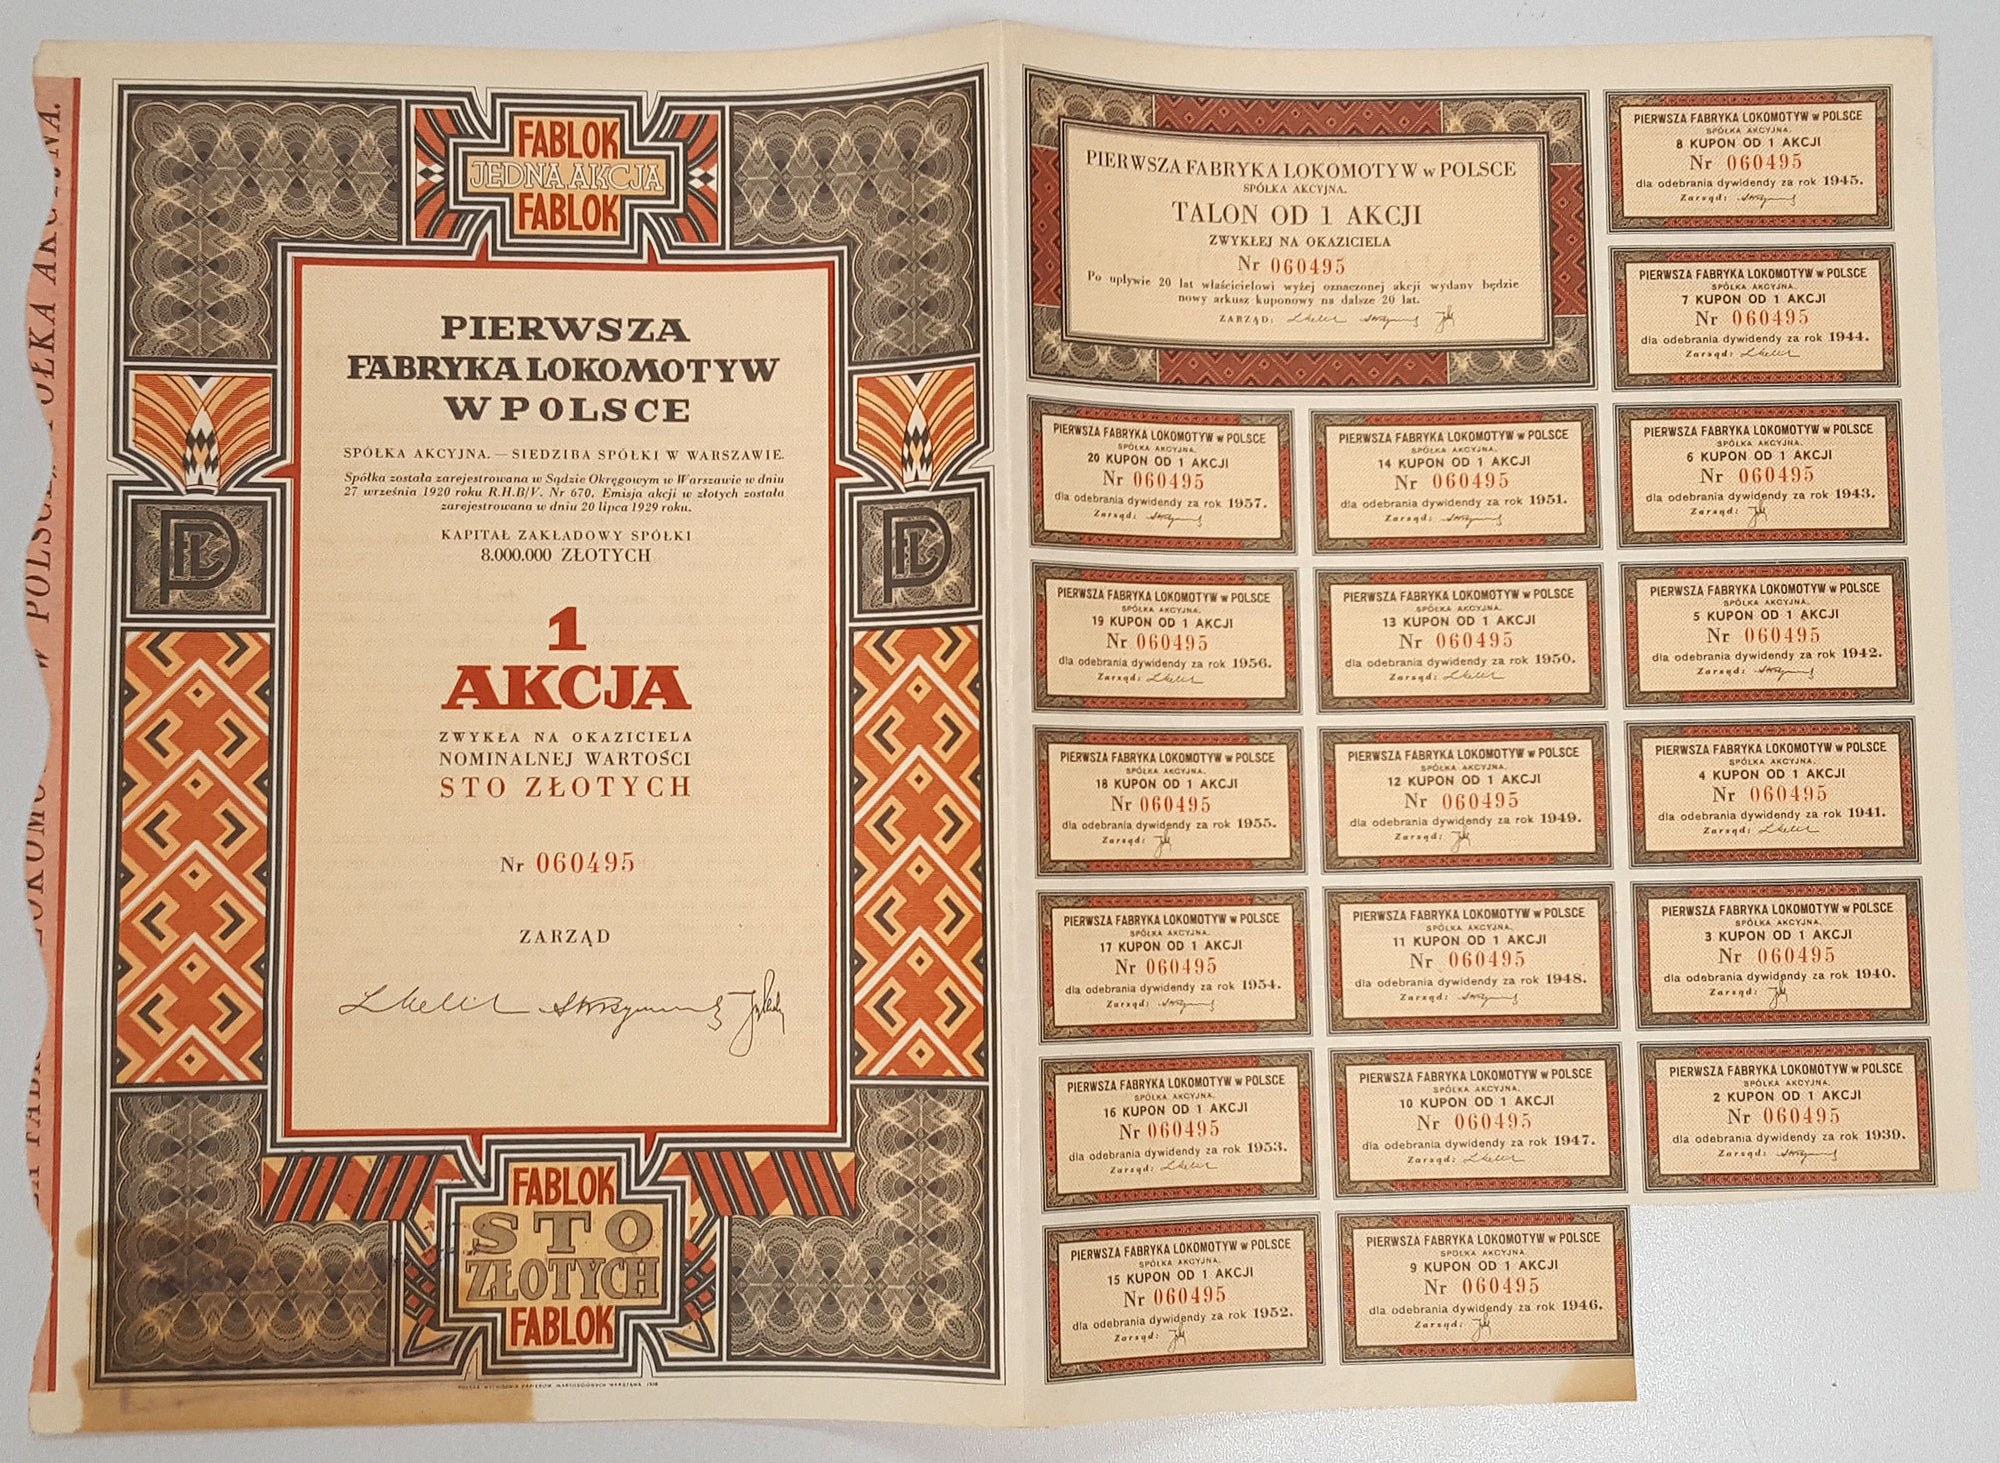 FABLOK
JEDNA AKCJA
FABLOK
PIERWSZA
FABRYKA LOKOMOTYW
W POLSCE
SPÓŁKA AKCYJNA. — SIEDZIBA SPÓŁKI W WARSZAWIE.
Spółka została zarejestrowana w Sądzie Okręgowym w Warszawie w dniu
27 września 1920 roku R.H.B/V. Nr 670. Emisja akcji w złotych została
zarejestrowana w dniu 20 lipca 1929 roku.
KAPITAŁ ZAKŁADOWY SPÓŁKI
8.000.000 ZŁOTYCH
1
AKCJA
ZWYKŁA NA OKAZICIELA
NOMINALNEJ WARTOŚCI
STO ZŁOTYCH
Nr 060495
ZARZĄD
FABLOK
STO
ZŁOTYCH
FABLOK
W POLSCE, SPÓŁKA AKCYJNA.
PIERWSZA FABRYKA LOKOMOTYW w POLSCE
SPÓŁKA AKCYJNA.
TALON OD 1 AKCJI
ZWYKŁEJ NA OKAZICIELA
Nr 060495
Po upływie 20 lat właścicielowi wyżej oznaczonej akcji wydany będzie
nowy arkusz kuponowy na dalsze 20 lat.
ZARZĄD:
PIERWSZA FABRYKA LOKOMOTYW w POLSCE
SPÓŁKA AKCYJNA.
8 KUPON OD 1 AKCJI
Nr 060495
dla odebrania dywidendy za rok 1945.
Zarząd:
PIERWSZA FABRYKA LOKOMOTYW w POLSCE
SPÓŁKA AKCYJNA.
7 KUPON OD 1 AKCJI
Nr 060495
dla odebrania dywidendy za rok 1944.
Zarząd:
PIERWSZA FABRYKA LOKOMOTYW w POLSCE
SPÓŁKA AKCYJNA.
20 KUPON OD 1 AKCJI
Nr 060495
dla odebrania dywidendy za rok 1957.
Zarząd:
PIERWSZA FABRYKA LOKOMOTYW w POLSCE
SPÓŁKA AKCYJNA.
14 KUPON OD 1 AKCJI
Nr 060495
dla odebrania dywidendy za rok 1951.
Zarząd:
PIERWSZA FABRYKA LOKOMOTYW w POLSCE
SPÓŁKA AKCYJNA.
6 KUPON OD 1 AKCJI
Nr 060495
dla odebrania dywidendy za rok 1943.
Zarząd:
PIERWSZA FABRYKA LOKOMOTYW w POLSCE
SPÓŁKA AKCYJNA.
19 KUPON OD 1 AKCJI
Nr 060495
dla odebrania dywidendy za rok 1956.
Zarząd:
PIERWSZA FABRYKA LOKOMOTYW w POLSCE
SPÓŁKA AKCYJNA.
13 KUPON OD 1 AKCJI
Nr 060495
dla odebrania dywidendy za rok 1950.
Zarząd:
PIERWSZA FABRYKA LOKOMOTYW w POLSCE
SPÓŁKA AKCYJNA.
5 KUPON OD 1 AKCJI
Nr 060495
dla odebrania dywidendy za rok 1942.
Zarząd:
PIERWSZA FABRYKA LOKOMOTYW w POLSCE
SPÓŁKA AKCYJNA.
18 KUPON OD 1 AKCJI
Nr 060495
dla odebrania dywidendy za rok 1955.
Zarząd:
PIERWSZA FABRYKA LOKOMOTYW w POLSCE
SPÓŁKA AKCYJNA.
12 KUPON OD 1 AKCJI
Nr 060495
dla odebrania dywidendy za rok 1949.
Zarząd:
PIERWSZA FABRYKA LOKOMOTYW w POLSCE
SPÓŁKA AKCYJNA.
4 KUPON OD 1 AKCJI
Nr 060495
dla odebrania dywidendy za rok 1941.
Zarząd:
PIERWSZA FABRYKA LOKOMOTYW w POLSCE
SPÓŁKA AKCYJNA.
17 KUPON OD 1 AKCJI
Nr 060495
dla odebrania dywidendy za rok 1954.
Zarząd:
PIERWSZA FABRYKA LOKOMOTYW w POLSCE
SPÓŁKA AKCYJNA.
11 KUPON OD 1 AKCJI
Nr 060495
dla odebrania dywidendy za rok 1948.
Zarząd:
PIERWSZA FABRYKA LOKOMOTYW w POLSCE
SPÓŁKA AKCYJNA.
3 KUPON OD 1 AKCJI
Nr 060495
dla odebrania dywidendy za rok 1940.
Zarząd:
PIERWSZA FABRYKA LOKOMOTYW w POLSCE
SPÓŁKA AKCYJNA.
16 KUPON OD 1 AKCJI
Nr 060495
dla odebrania dywidendy za rok 1953.
Zarząd:
PIERWSZA FABRYKA LOKOMOTYW w POLSCE
SPÓŁKA AKCYJNA.
10 KUPON OD 1 AKCJI
Nr 060495
dla odebrania dywidendy za rok 1947.
Zarząd:
PIERWSZA FABRYKA LOKOMOTYW w POLSCE
SPÓŁKA AKCYJNA.
2 KUPON OD 1 AKCJI
Nr 060495
dla odebrania dywidendy za rok 1939.
Zarząd:
PIERWSZA FABRYKA LOKOMOTYW w POLSCE
SPÓŁKA AKCYJNA.
15 KUPON OD 1 AKCJI
Nr 060495
dla odebrania dywidendy za rok 1952.
Zarząd:
PIERWSZA FABRYKA LOKOMOTYW w POLSCE
SPÓŁKA AKCYJNA
9 KUPON OD 1 AKCJI
Nr 060495
dla odebrania dywidendy za rok 1946.
Zarząd: